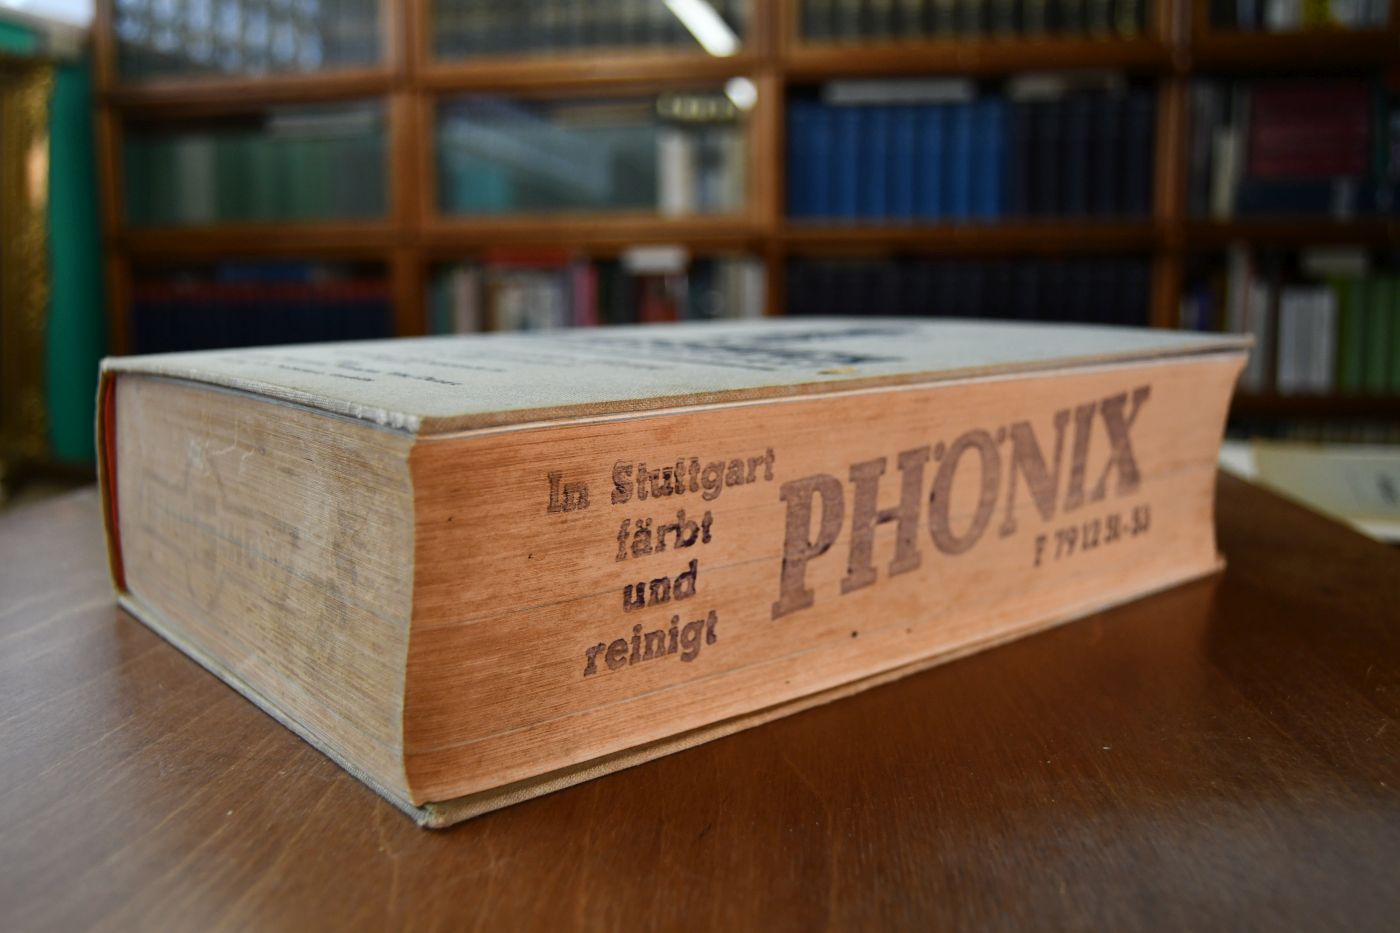 In Stuttgart
färbt
und
reinigt
PHÖNIX
F 79 12 51-53